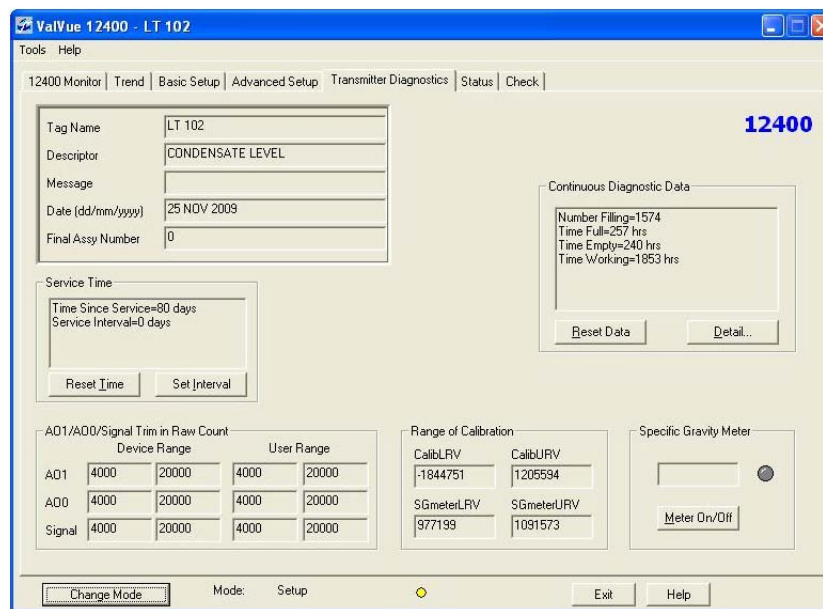 ValVue 12400 - LT 102
Tools Help
12400 Monitor Trend Basic Setup Advanced Setup Transmitter Diagnostics Status Check
12400
Tag Name LT 102
Descriptor CONDENSATE LEVEL
Message
Date (dd/mm/yyyy) 25 NOV 2009
Final Assy Number 0
Continuous Diagnostic Data
Number Filling=1574
Time Full=257 hrs
Time Empty=240 hrs
Time Working=1853 hrs
Reset Data Detail...
Service Time
Time Since Service=80 days
Service Interval=0 days
Reset Time Set Interval
AO1/AO0/Signal Trim in Raw Count
Device Range User Range
AO1 4000 20000 4000 20000
AO0 4000 20000 4000 20000
Signal 4000 20000 4000 20000
Range of Calibration
CalibLRV CalibURV
-1844751 1205594
SGmeterLRV SGmeterURV
977199 1091573
Specific Gravity Meter
Meter On/Off
Change Mode Mode: Setup Exit Help